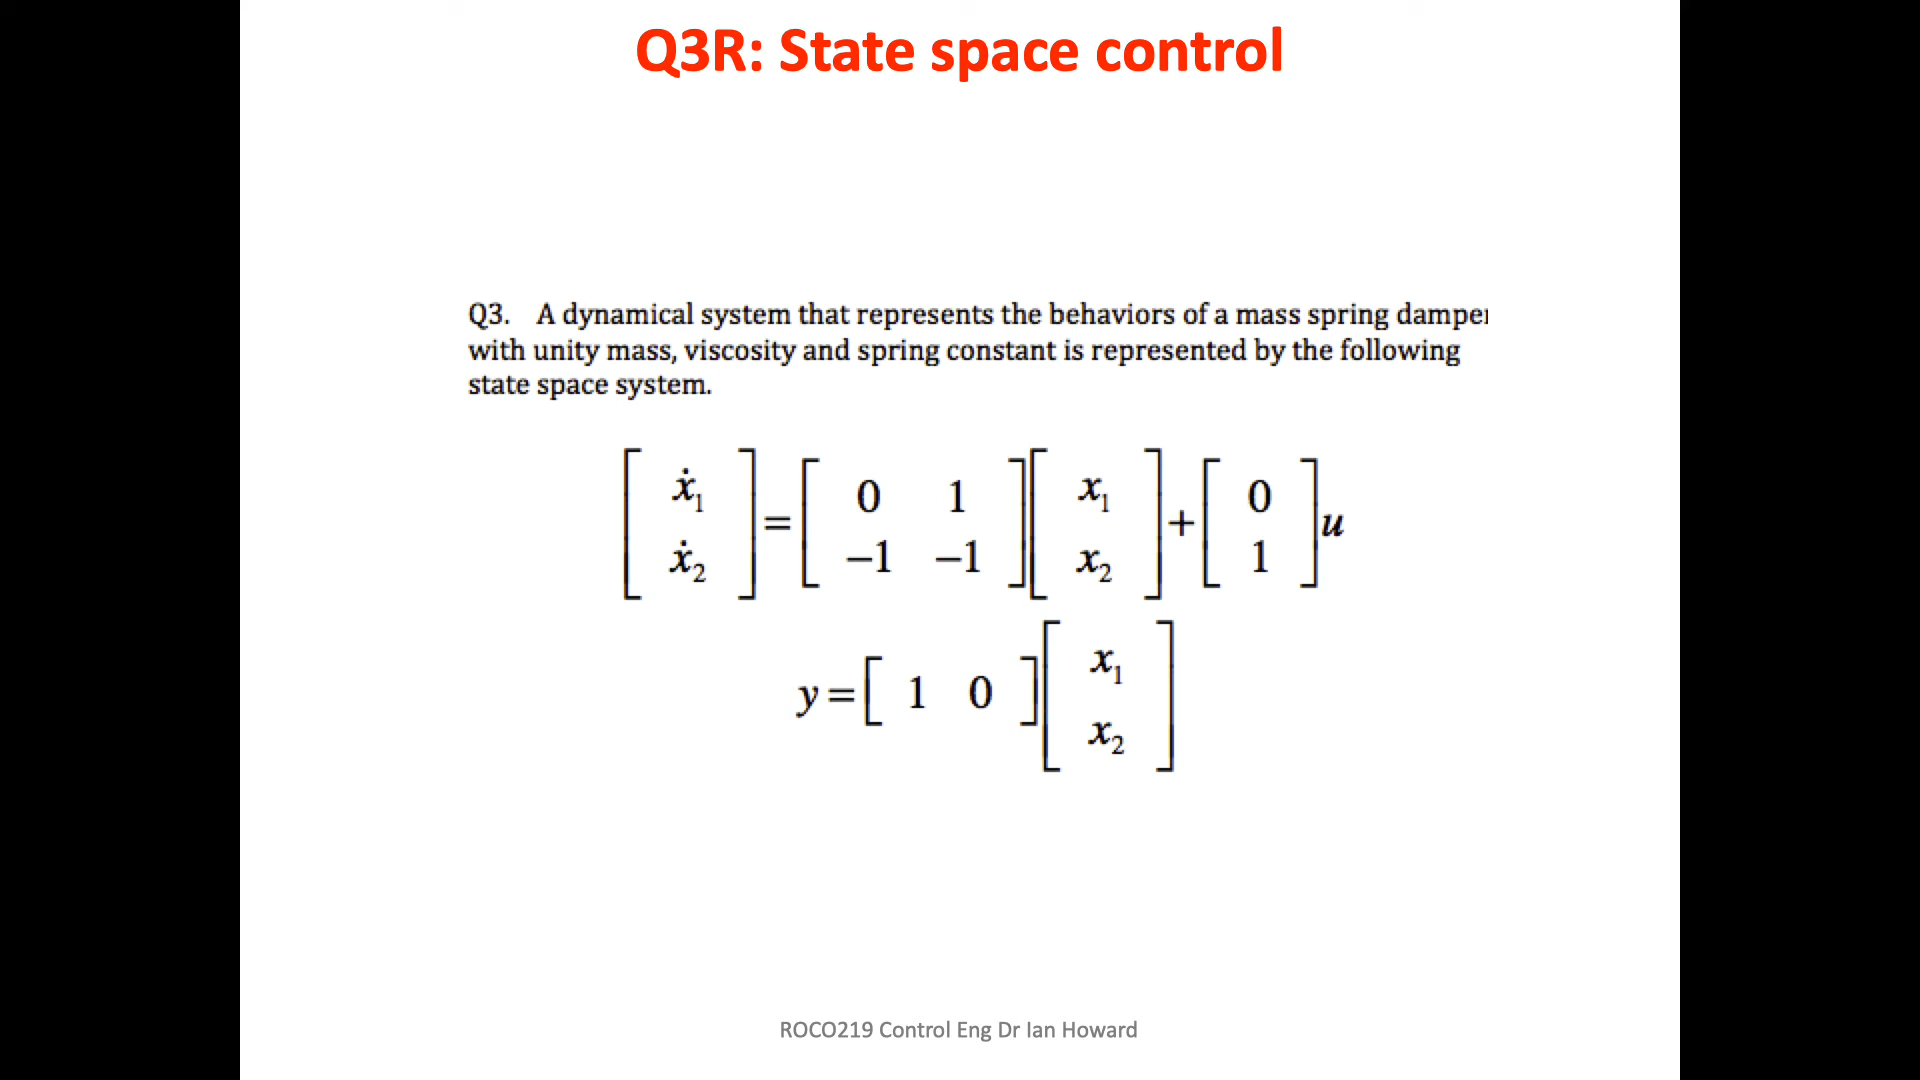 Q3R: State space control
Q3. A dynamical system that represents the behaviors of a mass spring damper
with unity mass, viscosity and spring constant is represented by the following
state space system.
[ẋ₁ ; ẋ₂] = [0 1 ; −1 −1][x₁ ; x₂] + [0 ; 1]u
y = [1 0][x₁ ; x₂]
ROCO219 Control Eng Dr Ian Howard